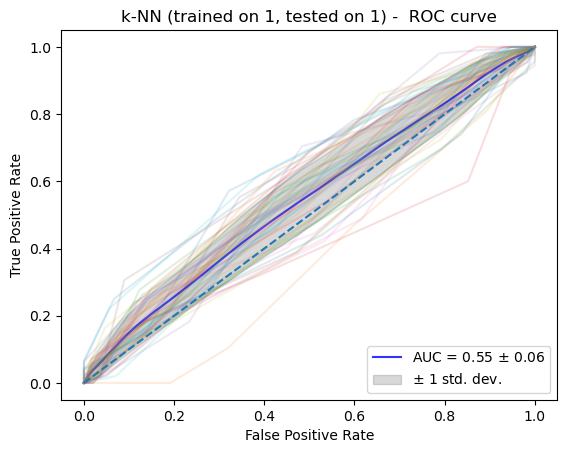 k-NN (trained on 1, tested on 1) -  ROC curve
True Positive Rate
1.0
0.8
0.6
0.4
0.2
0.0
AUC = 0.55 ± 0.06
± 1 std. dev.
0.0 0.2 0.4 0.6 0.8 1.0
False Positive Rate